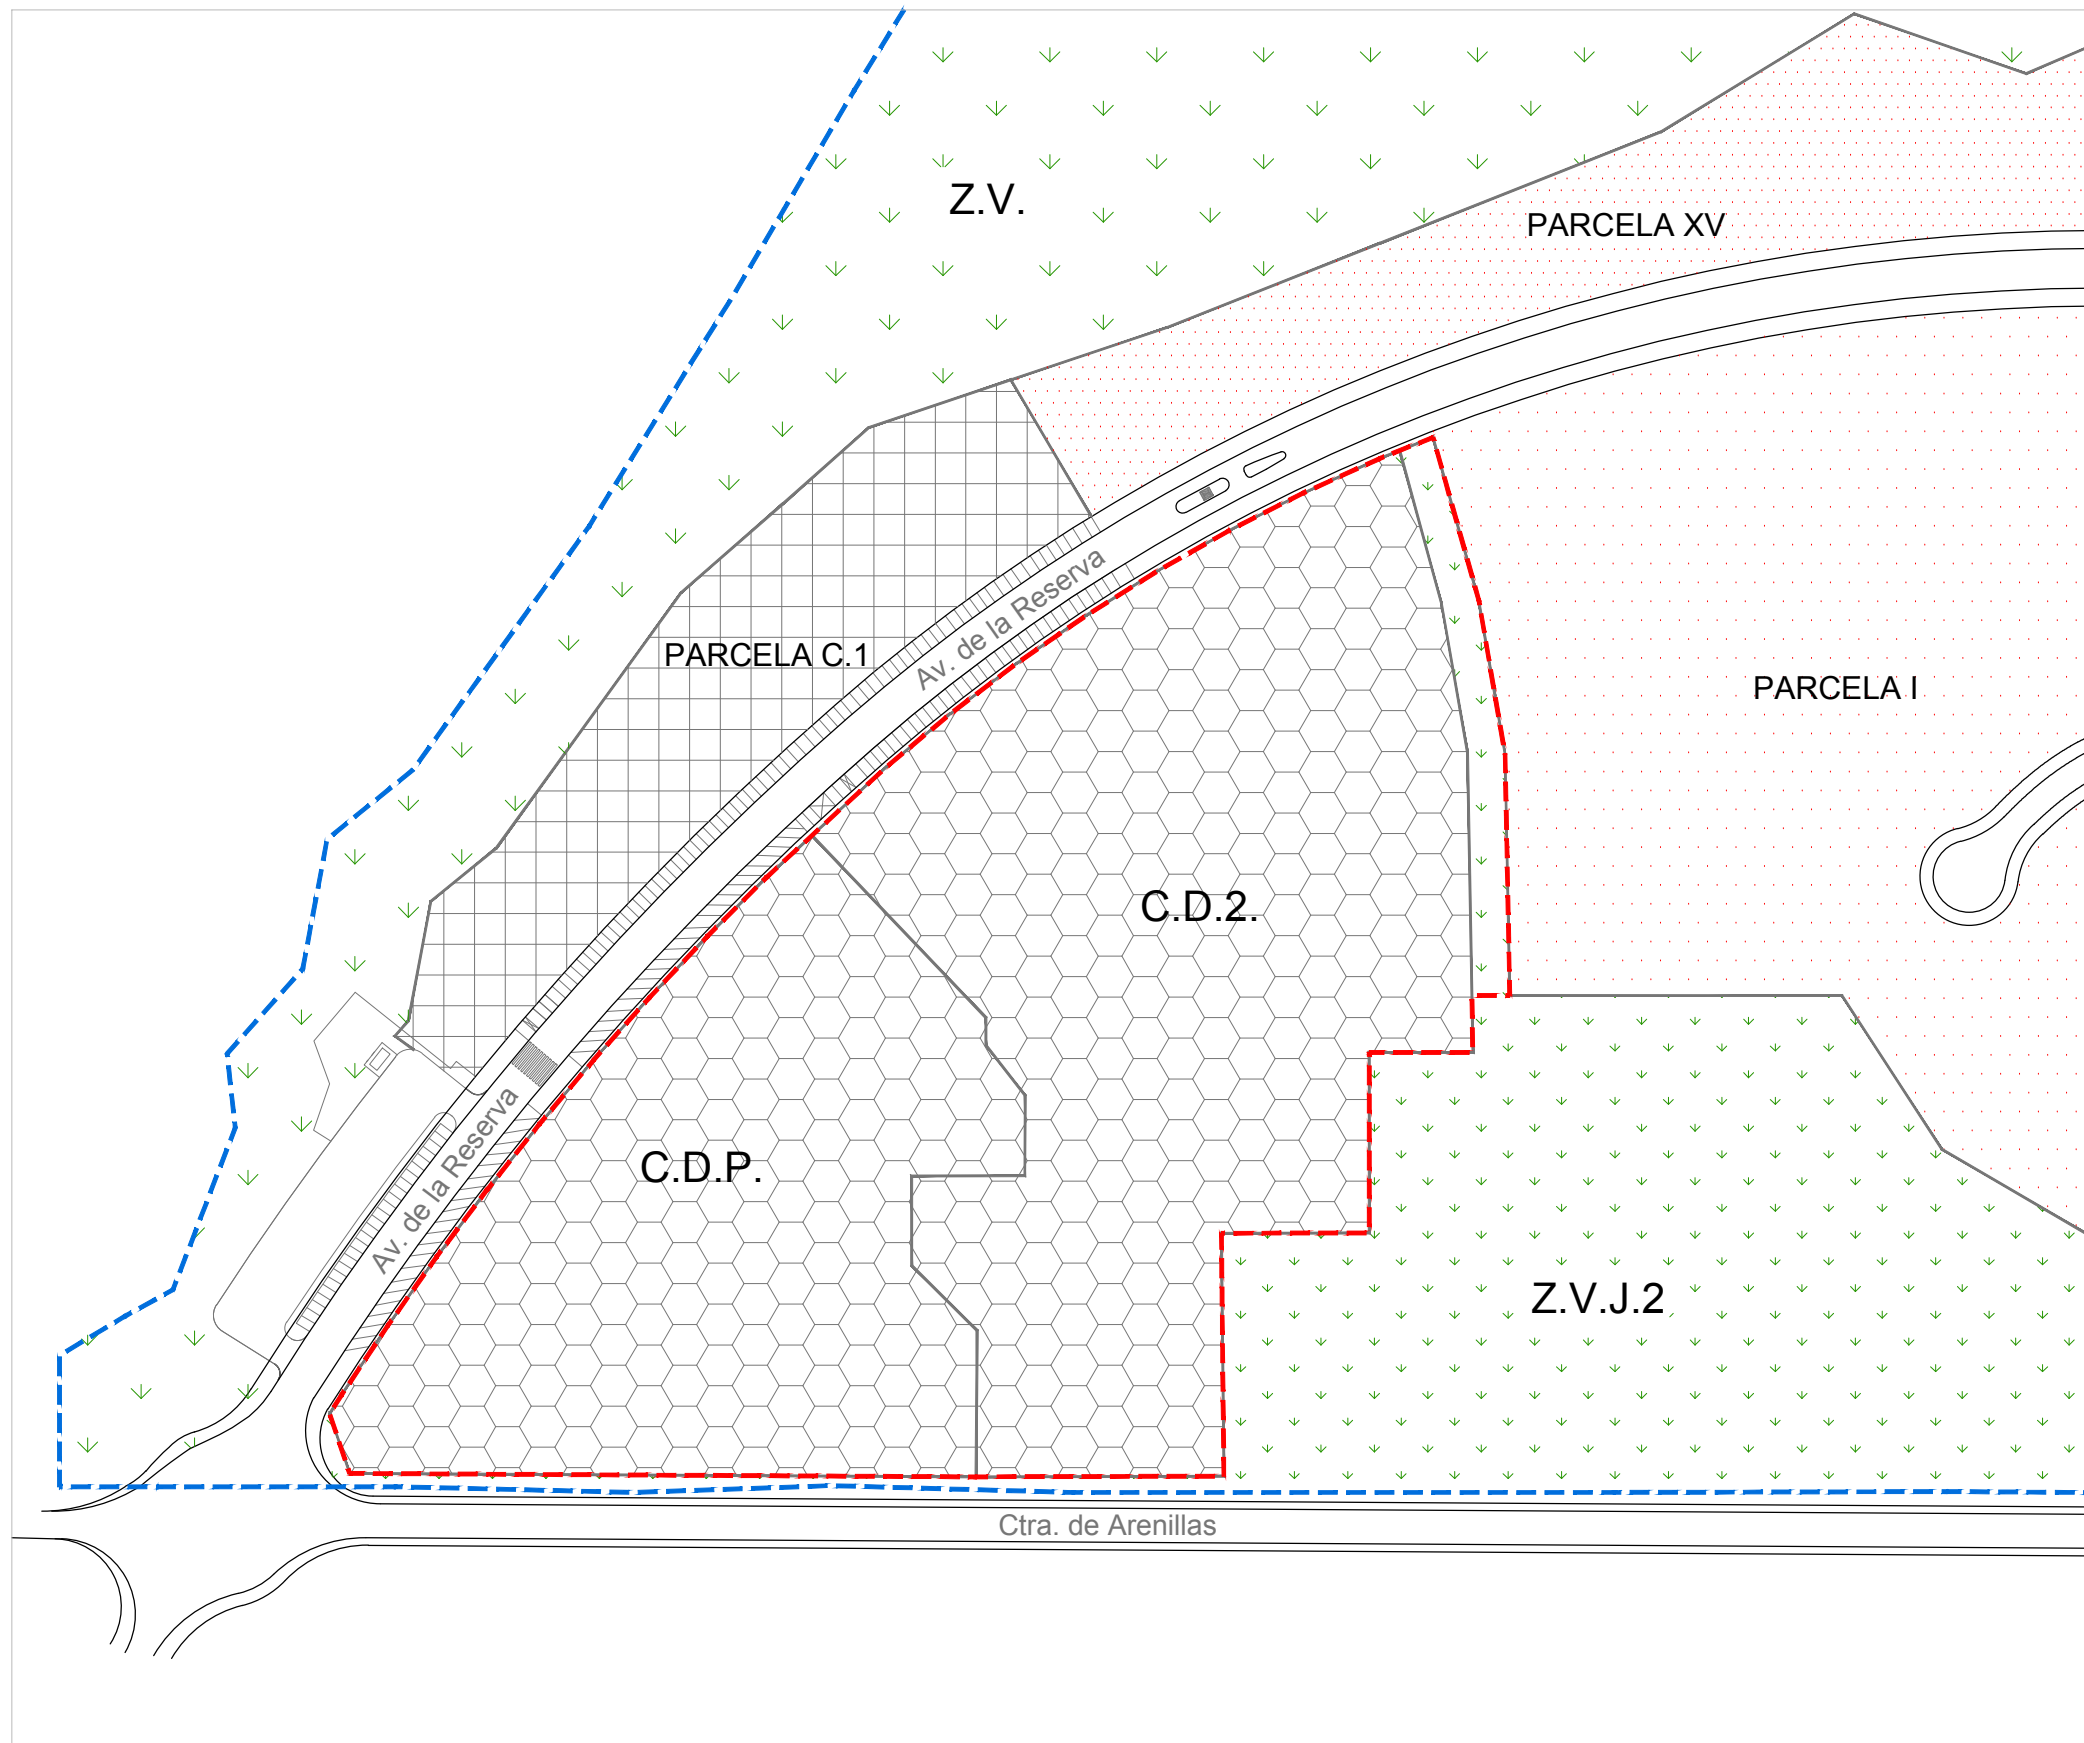 Z.V.
PARCELA XV
PARCELA C.1
Av. de la Reserva
PARCELA I
C.D.2.
C.D.P.
Av. de la Reserva
Z.V.J.2
Ctra. de Arenillas